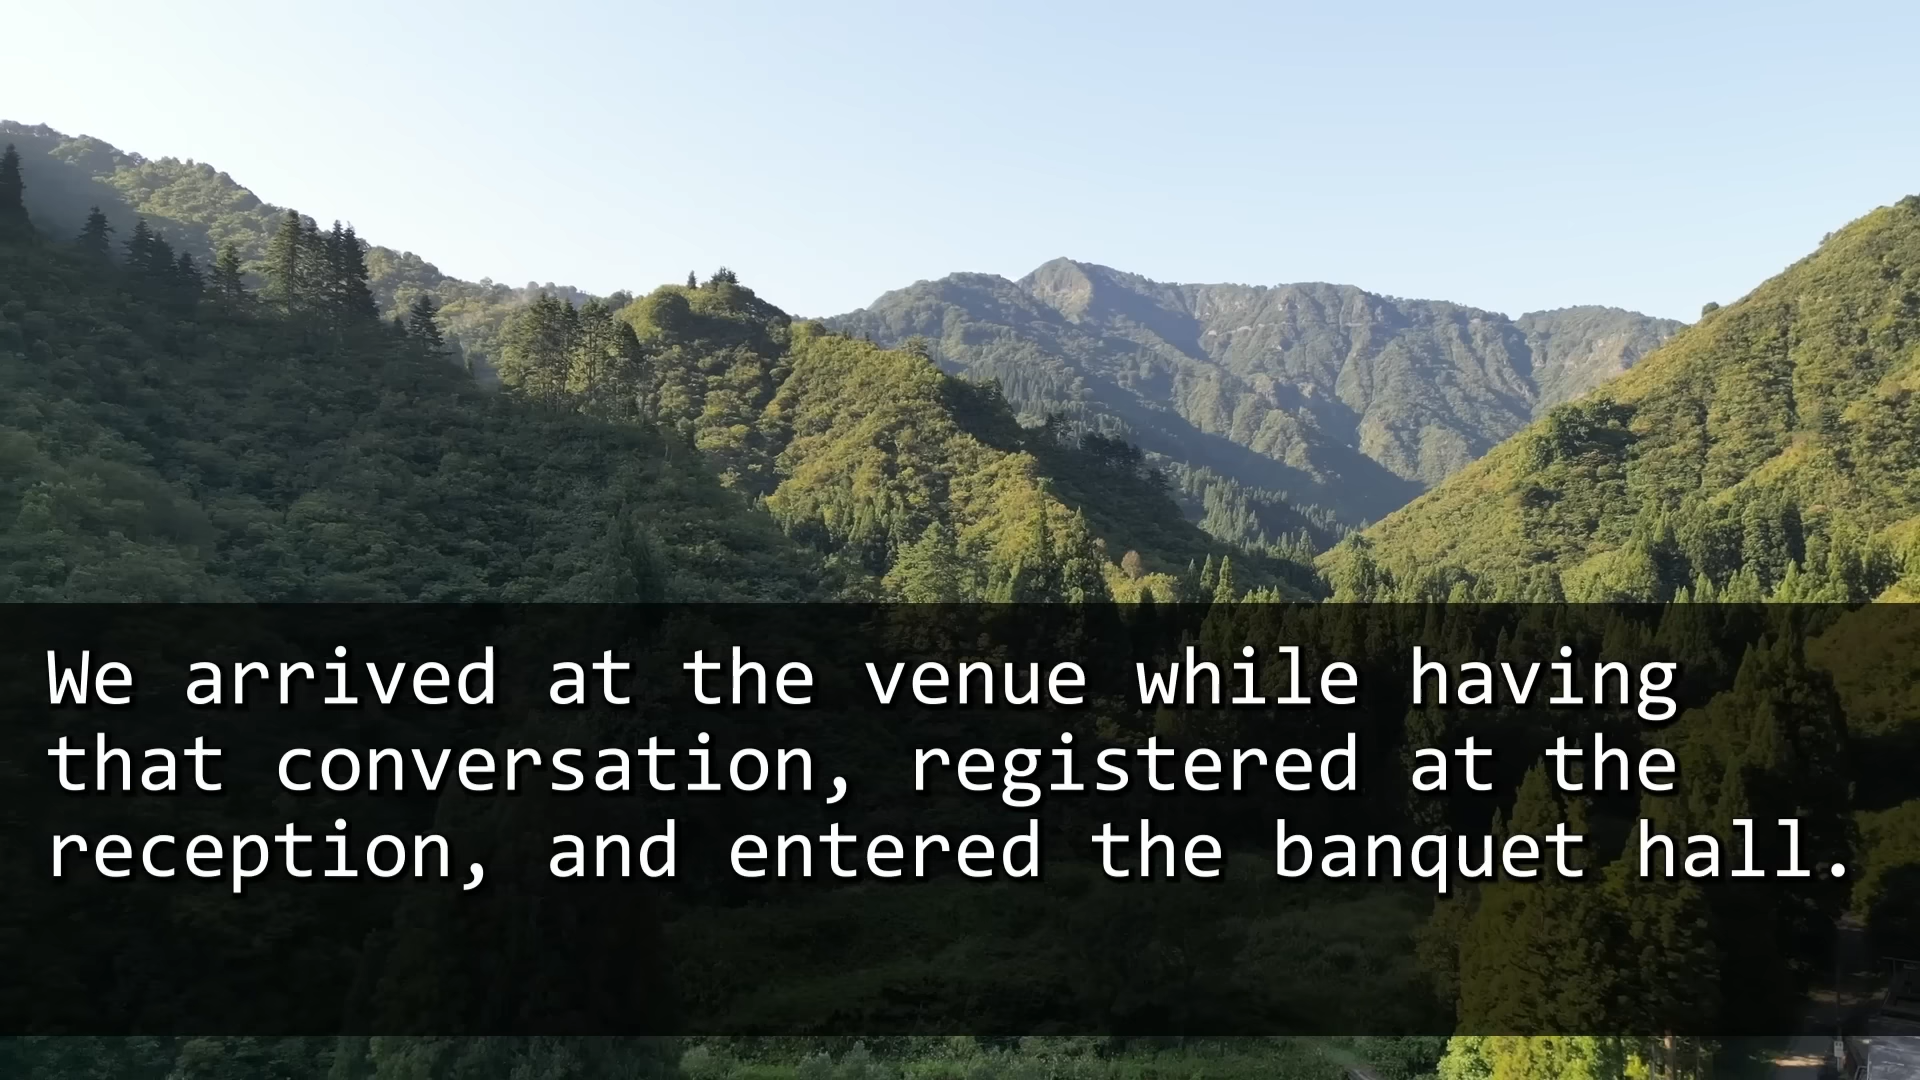 We arrived at the venue while having
that conversation, registered at the
reception, and entered the banquet hall.